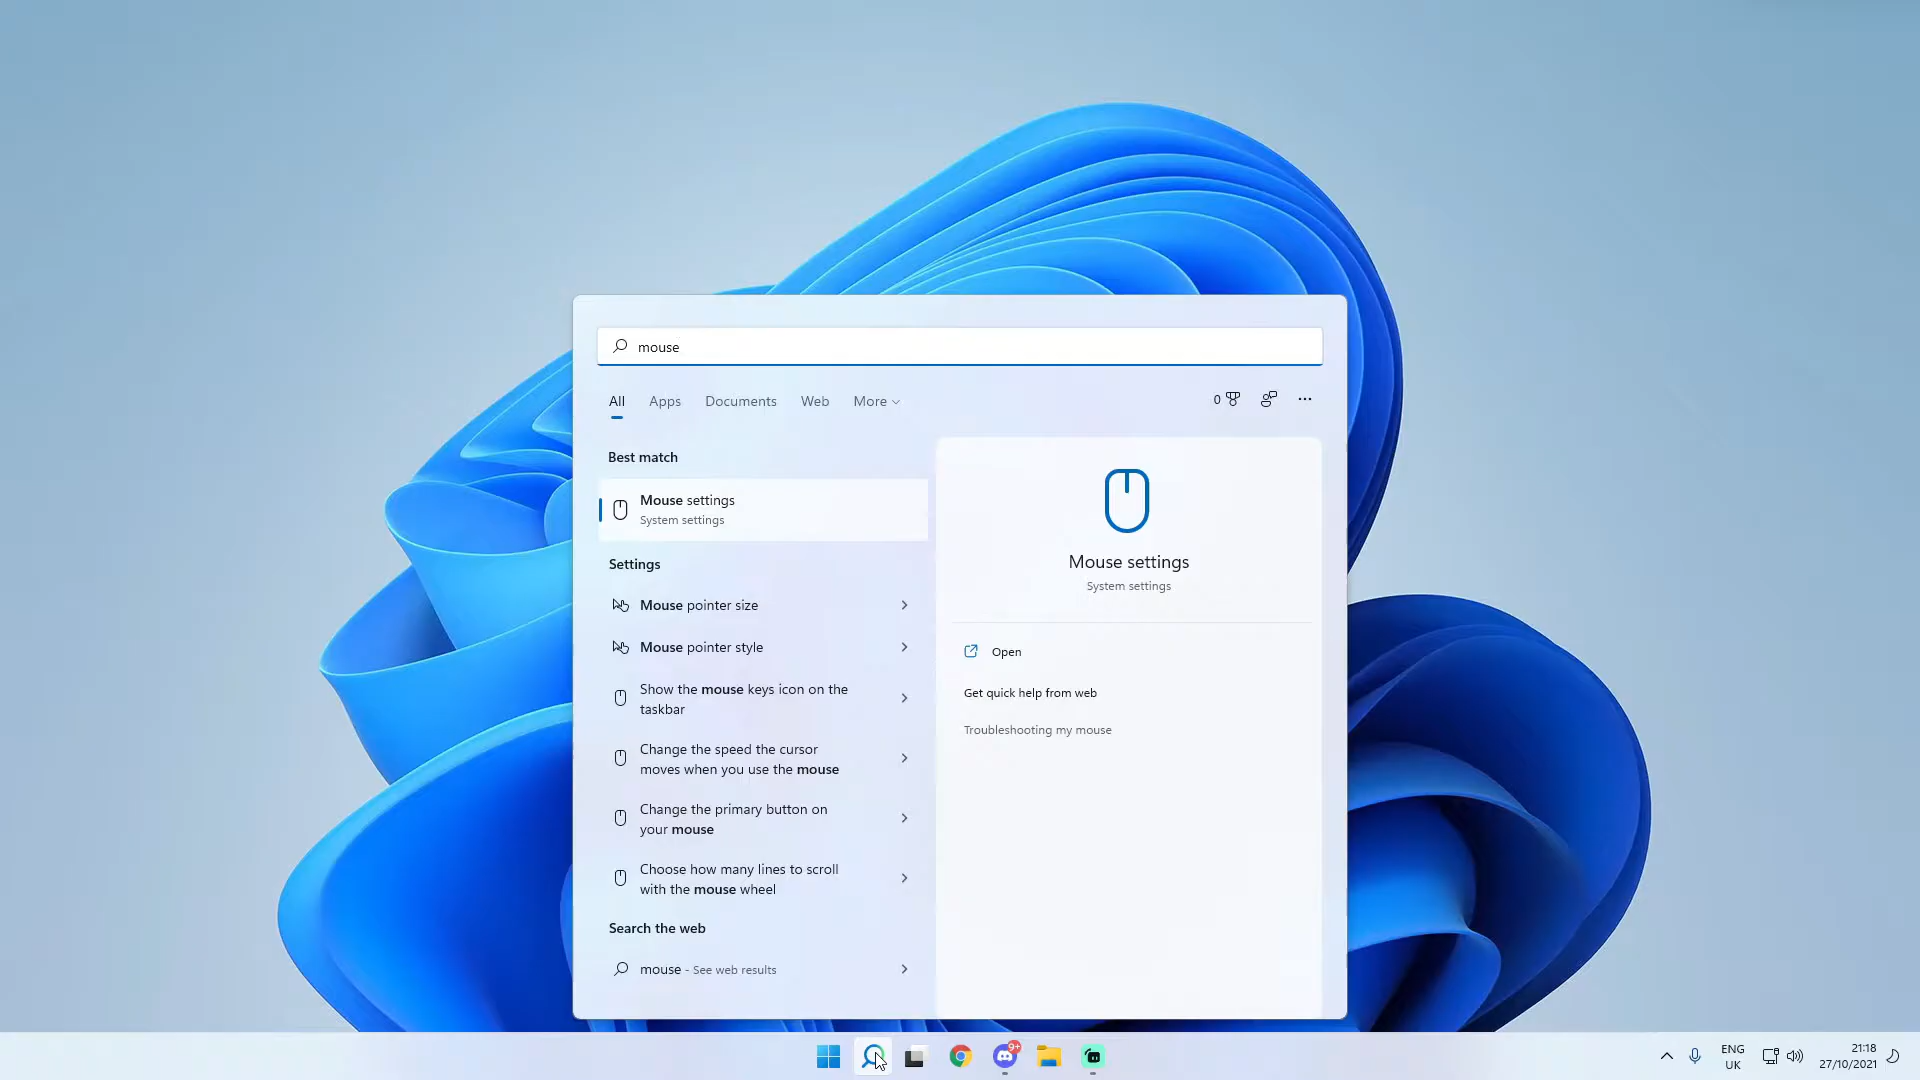 mouse
All Apps Documents Web More 0
Best match
Mouse settings
System settings
Settings
Mouse pointer size
Mouse pointer style
Show the mouse keys icon on the
taskbar
Change the speed the cursor
moves when you use the mouse
Change the primary button on
your mouse
Choose how many lines to scroll
with the mouse wheel
Search the web
mouse - See web results
Mouse settings
System settings
Open
Get quick help from web
Troubleshooting my mouse
9+
ENG
UK
21:18
27/10/2021